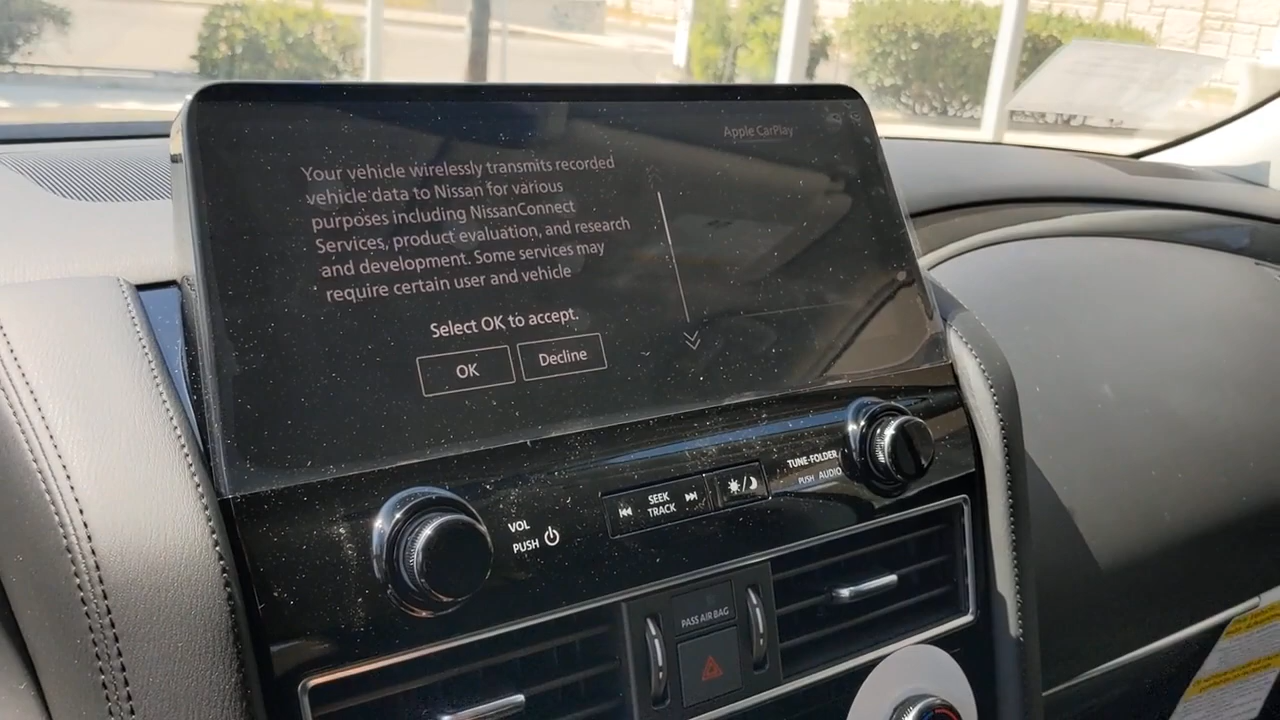 Apple CarPlay
Your vehicle wirelessly transmits recorded
vehicle data to Nissan for various
purposes including NissanConnect
Services, product evaluation, and research
and development. Some services may
require certain user and vehicle
Select OK to accept.
OK
Decline
TUNE·FOLDER
PUSH AUDIO
SEEK
TRACK
VOL
PUSH
PASS AIR BAG